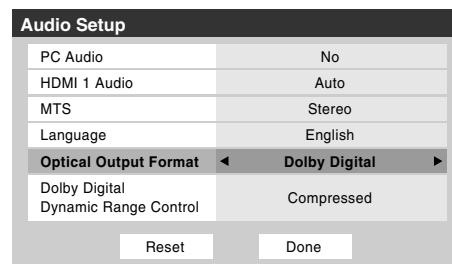 Audio Setup
PC Audio No
HDMI 1 Audio Auto
MTS Stereo
Language English
Optical Output Format Dolby Digital
Dolby Digital
Dynamic Range Control Compressed
Reset Done